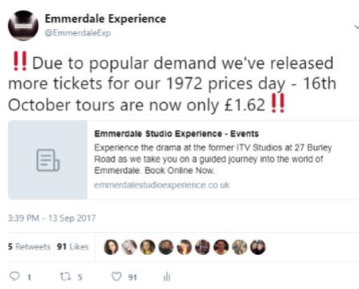 Emmerdale Experience
@EmmerdaleExp
‼ Due to popular demand we've released
more tickets for our 1972 prices day - 16th
October tours are now only £1.62 ‼
Emmerdale Studio Experience - Events
Experience the drama at the former ITV Studios at 27 Burley
Road as we take you on a guided journey into the world of
Emmerdale. Book Online Now.
emmerdalestudioexperience.co.uk
3:39 PM - 13 Sep 2017
5 Retweets 91 Likes
1 5 91